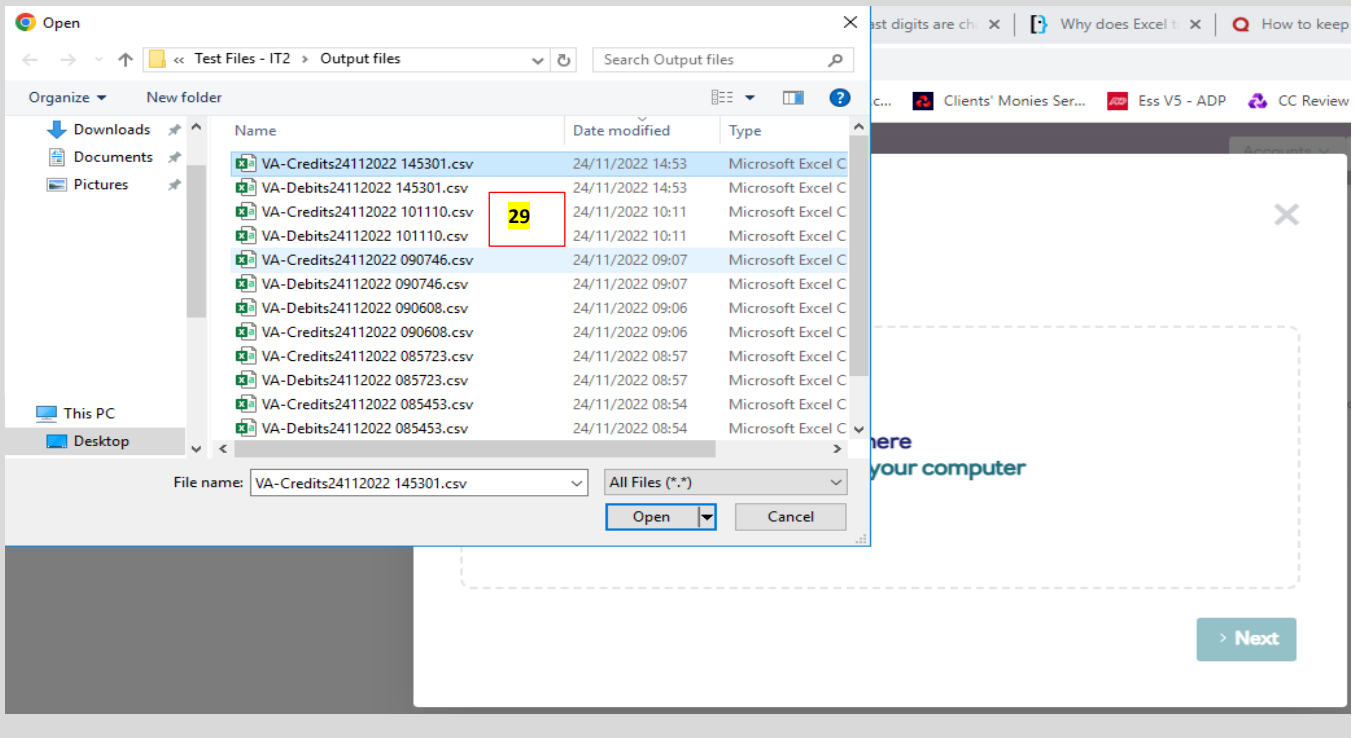 Open
Test Files - IT2 > Output files
Search Output files
Organize
New folder
Downloads
Documents
Pictures
This PC
Desktop
Name Date modified Type
VA-Credits24112022 145301.csv 24/11/2022 14:53 Microsoft Excel C
VA-Debits24112022 145301.csv 24/11/2022 14:53 Microsoft Excel C
VA-Credits24112022 101110.csv 24/11/2022 10:11 Microsoft Excel C
29
VA-Debits24112022 101110.csv 24/11/2022 10:11 Microsoft Excel C
VA-Credits24112022 090746.csv 24/11/2022 09:07 Microsoft Excel C
VA-Debits24112022 090746.csv 24/11/2022 09:07 Microsoft Excel C
VA-Debits24112022 090608.csv 24/11/2022 09:06 Microsoft Excel C
VA-Credits24112022 090608.csv 24/11/2022 09:06 Microsoft Excel C
VA-Credits24112022 085723.csv 24/11/2022 08:57 Microsoft Excel C
VA-Debits24112022 085723.csv 24/11/2022 08:57 Microsoft Excel C
VA-Credits24112022 085453.csv 24/11/2022 08:54 Microsoft Excel C
VA-Debits24112022 085453.csv 24/11/2022 08:54 Microsoft Excel C
File name: VA-Credits24112022 145301.csv All Files (*.*)
Open Cancel
ast digits are ch
Why does Excel t
How to keep
.c...
Clients' Monies Ser...
Ess V5 - ADP
CC Review
Accounts
here
your computer
> Next